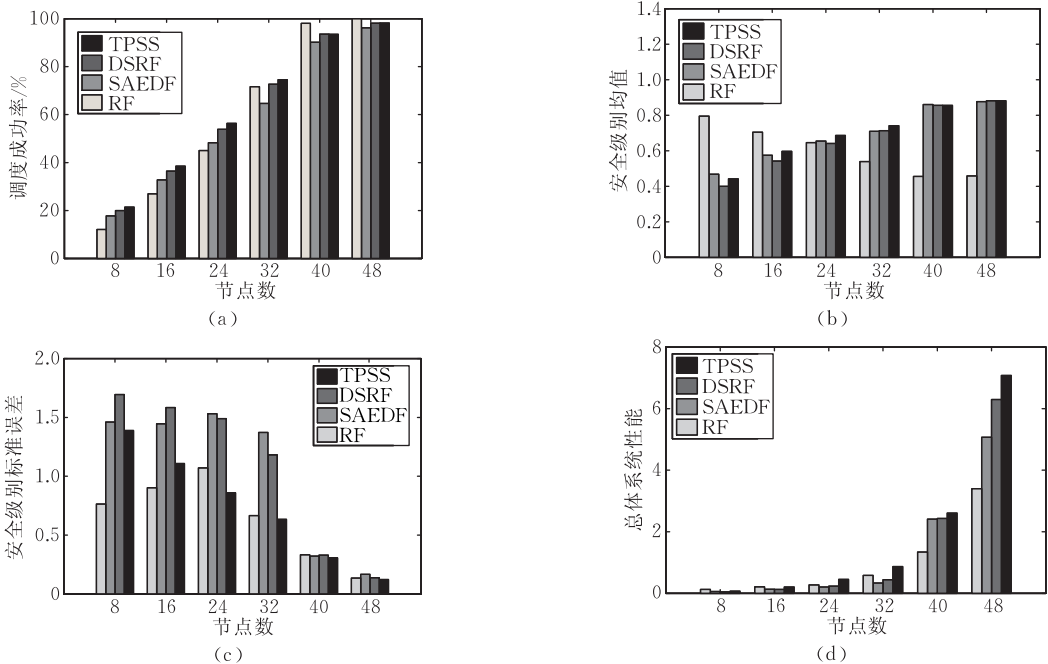 100
80
60
40
20
0
调度成功率/%
TPSS
DSRF
SAEDF
RF
8 16 24 32 40 48
节点数
(a)
1.4
1.2
1.0
0.8
0.6
0.4
0.2
0
安全级别均值
TPSS
DSRF
SAEDF
RF
8 16 24 32 40 48
节点数
(b)
2.0
1.5
1.0
0.5
0
安全级别标准误差
TPSS
DSRF
SAEDF
RF
8 16 24 32 40 48
节点数
(c)
8
6
4
2
0
总体系统性能
TPSS
DSRF
SAEDF
RF
8 16 24 32 40 48
节点数
(d)